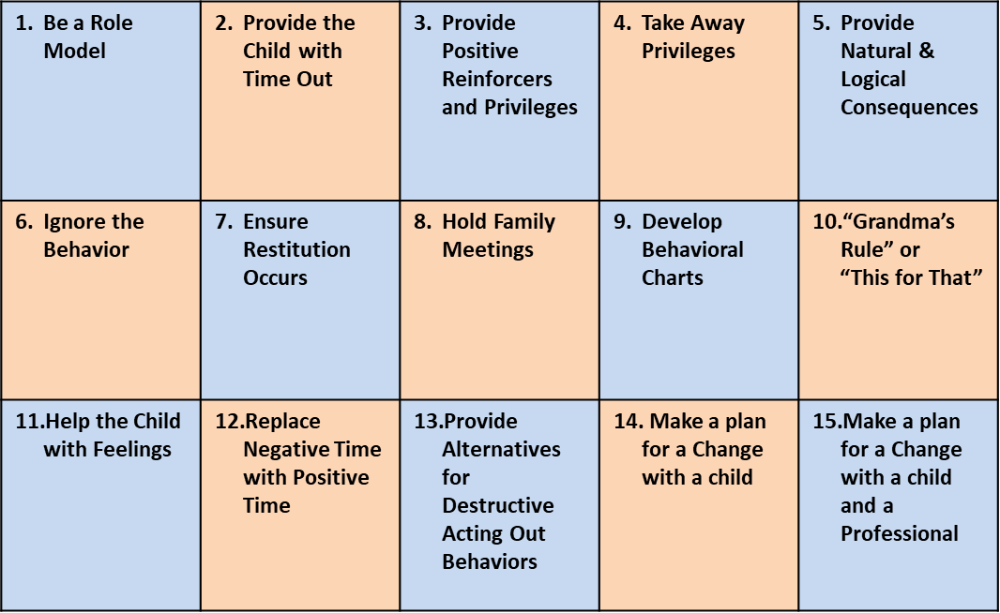 1. Be a Role
Model
2. Provide the
Child with
Time Out
3. Provide
Positive
Reinforcers
and Privileges
4. Take Away
Privileges
5. Provide
Natural &
Logical
Consequences
6. Ignore the
Behavior
7. Ensure
Restitution
Occurs
8. Hold Family
Meetings
9. Develop
Behavioral
Charts
10.“Grandma’s
Rule” or
“This for That”
11.Help the Child
with Feelings
12.Replace
Negative Time
with Positive
Time
13.Provide
Alternatives
for
Destructive
Acting Out
Behaviors
14. Make a plan
for a Change
with a child
15.Make a plan
for a Change
with a child
and a
Professional